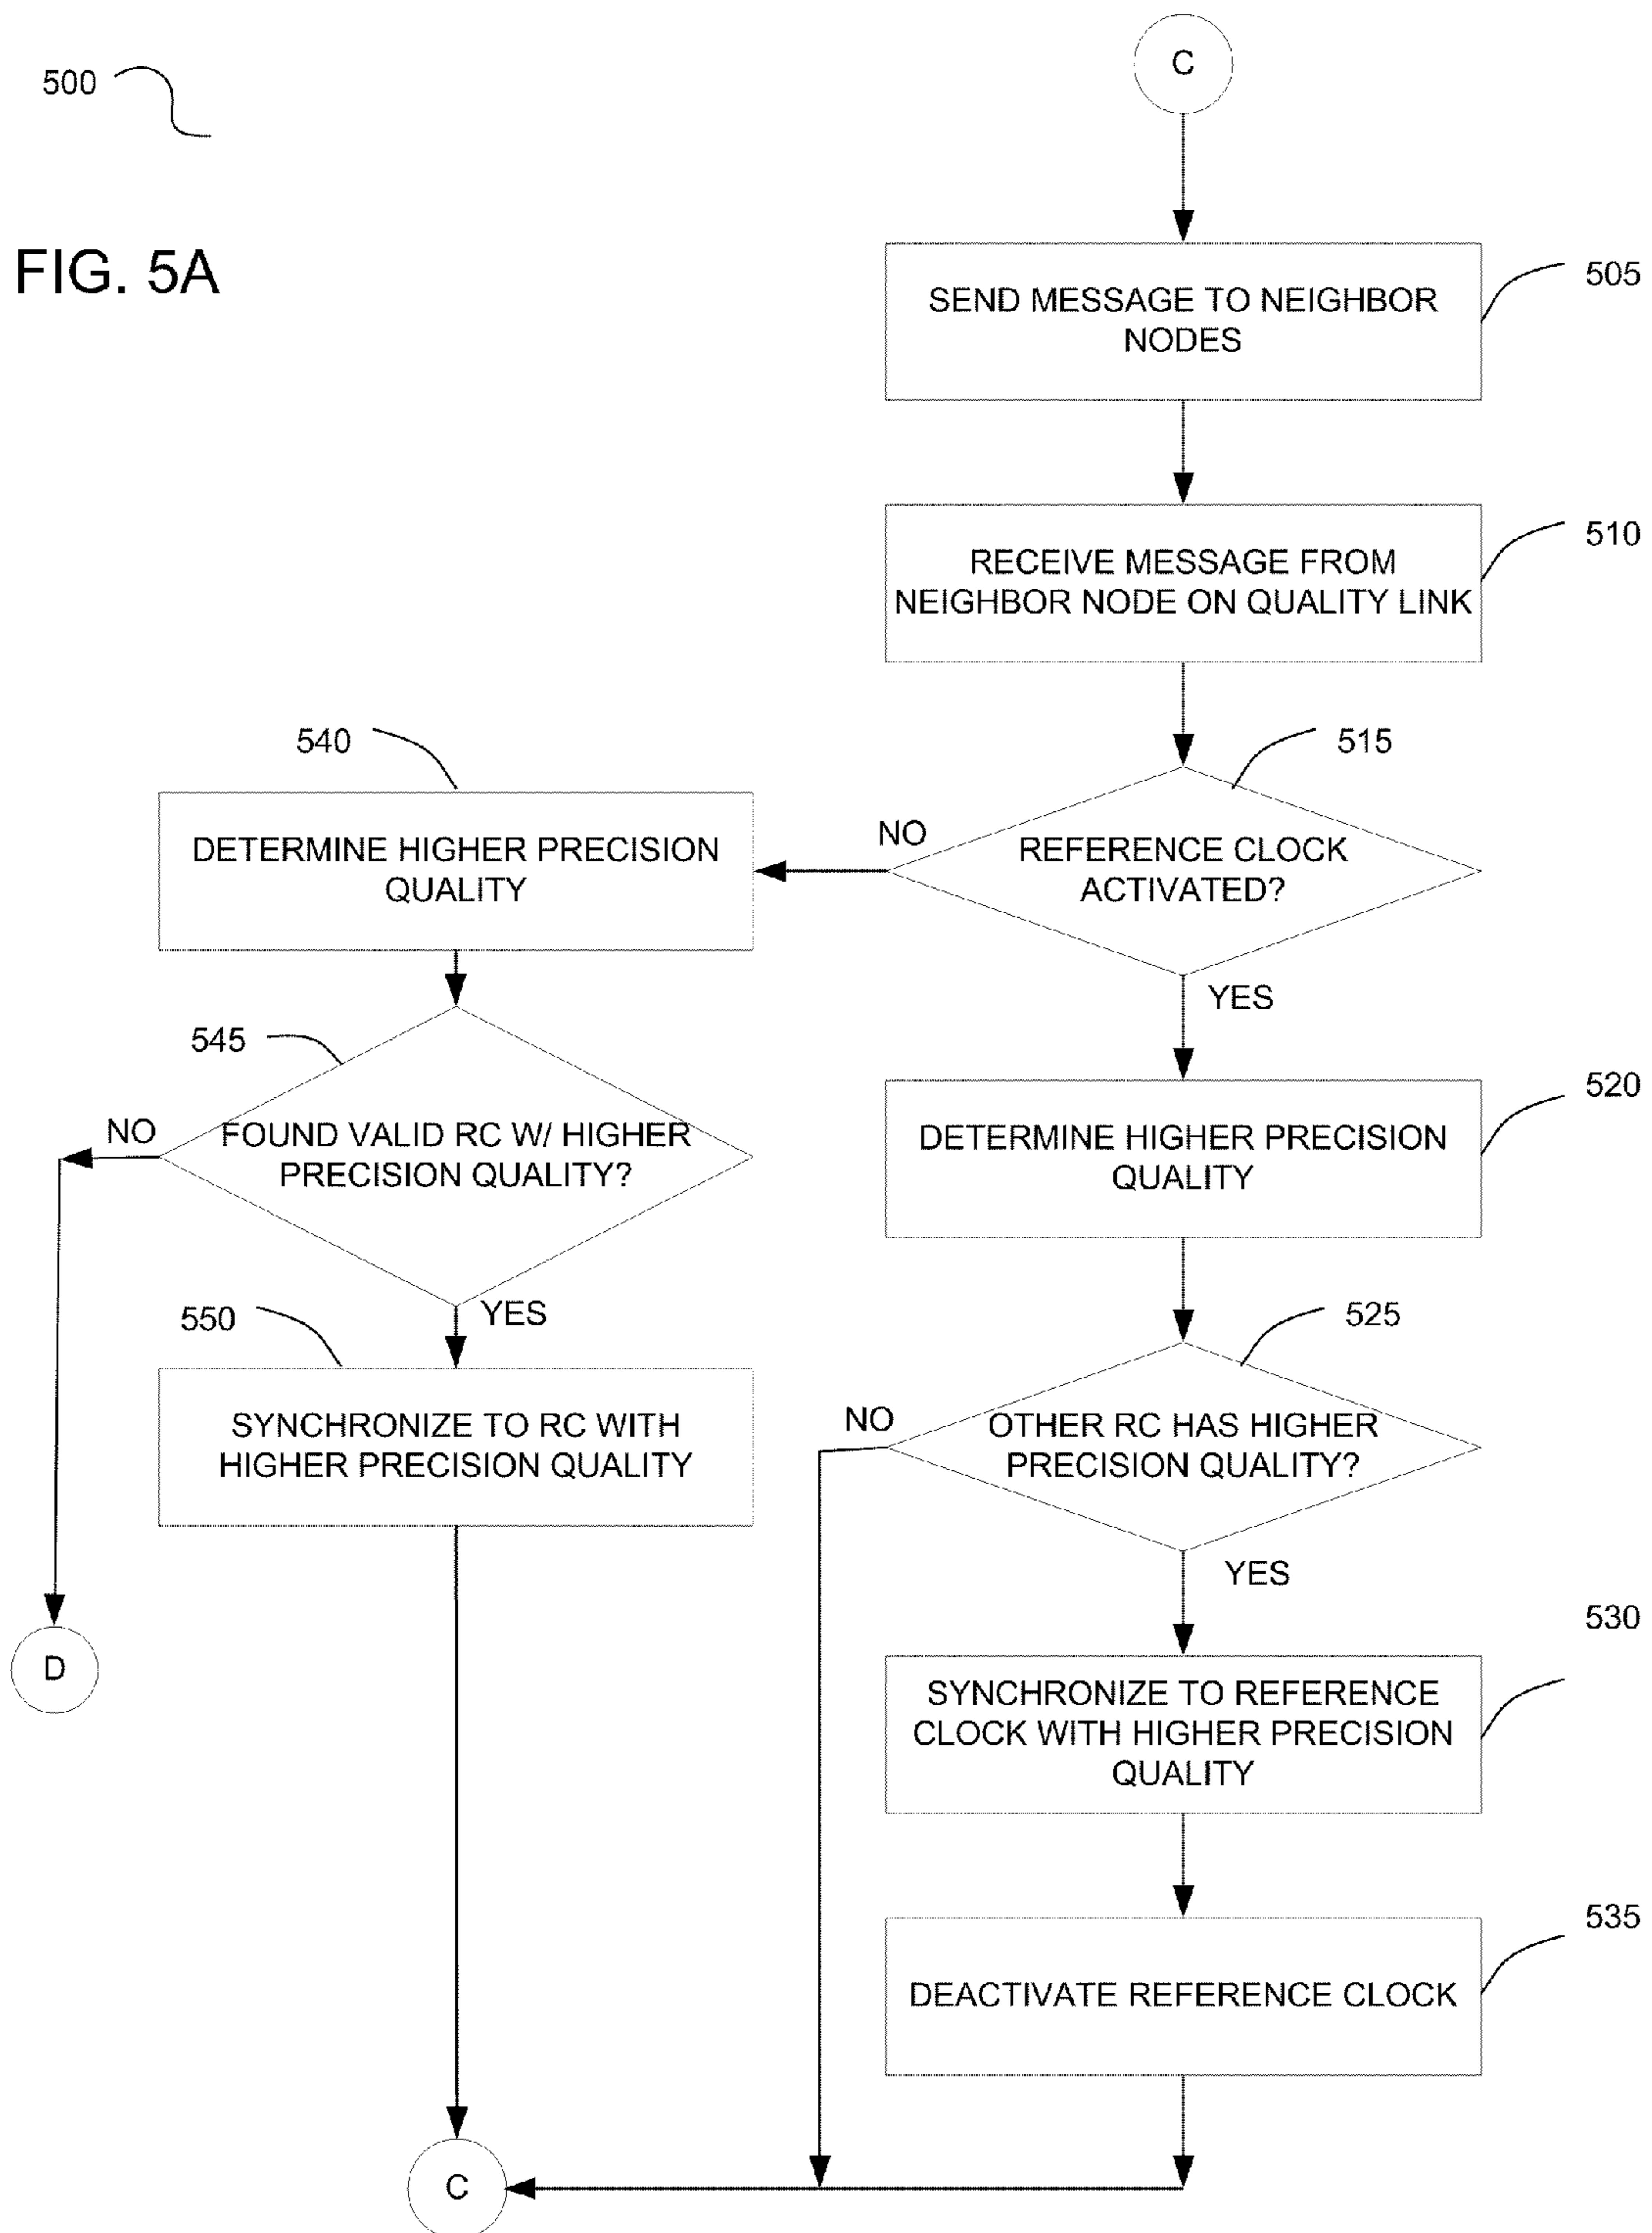 500
C
FIG. 5A
SEND MESSAGE TO NEIGHBOR
NODES
505
RECEIVE MESSAGE FROM
NEIGHBOR NODE ON QUALITY LINK
510
540
515
DETERMINE HIGHER PRECISION
QUALITY
NO
REFERENCE CLOCK
ACTIVATED?
YES
545
NO
FOUND VALID RC W/ HIGHER
PRECISION QUALITY?
DETERMINE HIGHER PRECISION
QUALITY
520
550
YES
525
SYNCHRONIZE TO RC WITH
HIGHER PRECISION QUALITY
NO
OTHER RC HAS HIGHER
PRECISION QUALITY?
YES
D
530
SYNCHRONIZE TO REFERENCE
CLOCK WITH HIGHER PRECISION
QUALITY
535
DEACTIVATE REFERENCE CLOCK
C